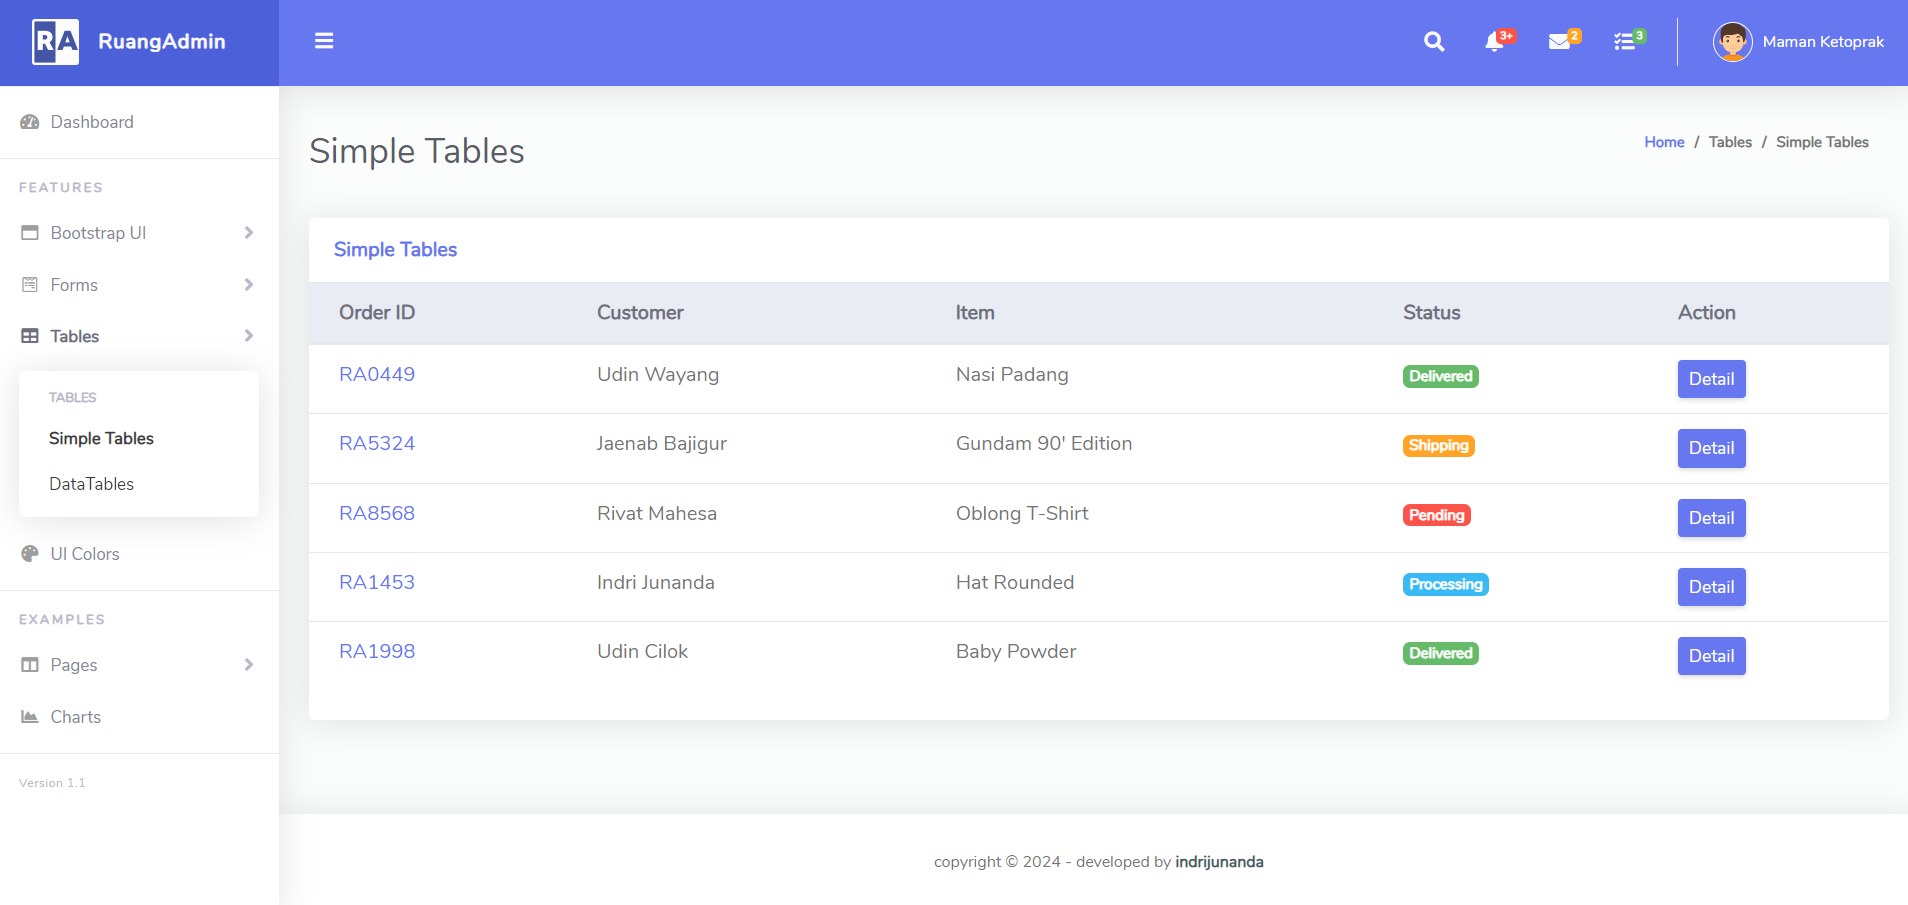 RA RuangAdmin
3+
2
3
Maman Ketoprak
Dashboard
FEATURES
Bootstrap UI
Forms
Tables
TABLES
Simple Tables
DataTables
UI Colors
EXAMPLES
Pages
Charts
Version 1.1
Simple Tables
Home / Tables / Simple Tables
Simple Tables
Order ID Customer Item Status Action
RA0449 Udin Wayang Nasi Padang Delivered Detail
RA5324 Jaenab Bajigur Gundam 90' Edition Shipping Detail
RA8568 Rivat Mahesa Oblong T-Shirt Pending Detail
RA1453 Indri Junanda Hat Rounded Processing Detail
RA1998 Udin Cilok Baby Powder Delivered Detail
copyright © 2024 - developed by indrijunanda